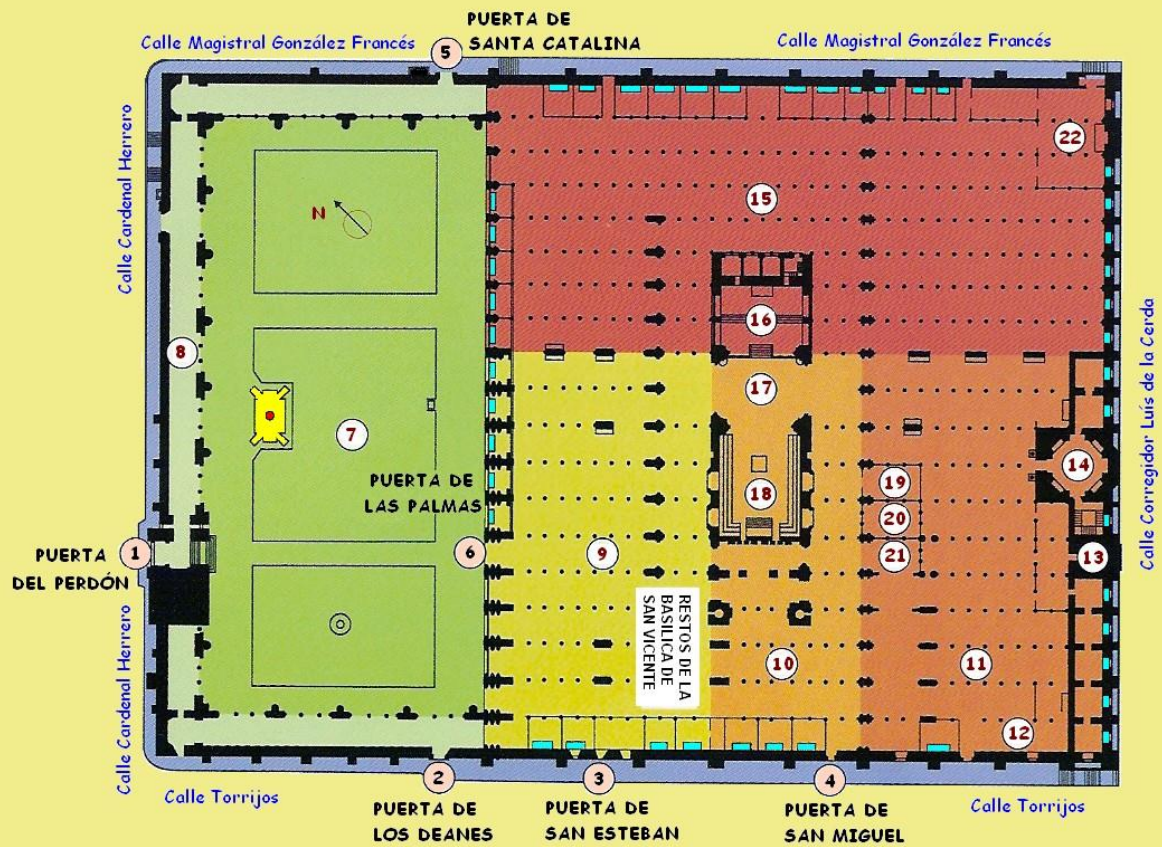 PUERTA DE
SANTA CATALINA
Calle Magistral González Francés
5
Calle Magistral González Francés
Calle Cardenal Herrero
22
15
N
16
8
17
7
14
Calle Corregidor Luís de la Cerda
PUERTA DE
LAS PALMAS
18
19
20
21
PUERTA
DEL PERDÓN
1
6
9
13
RESTOS DE LA
BASILICA DE
SAN VICENTE
10
11
12
Calle Cardenal Herrero
Calle Torrijos
2
PUERTA DE
LOS DEANES
3
PUERTA DE
SAN ESTEBAN
4
PUERTA DE
SAN MIGUEL
Calle Torrijos